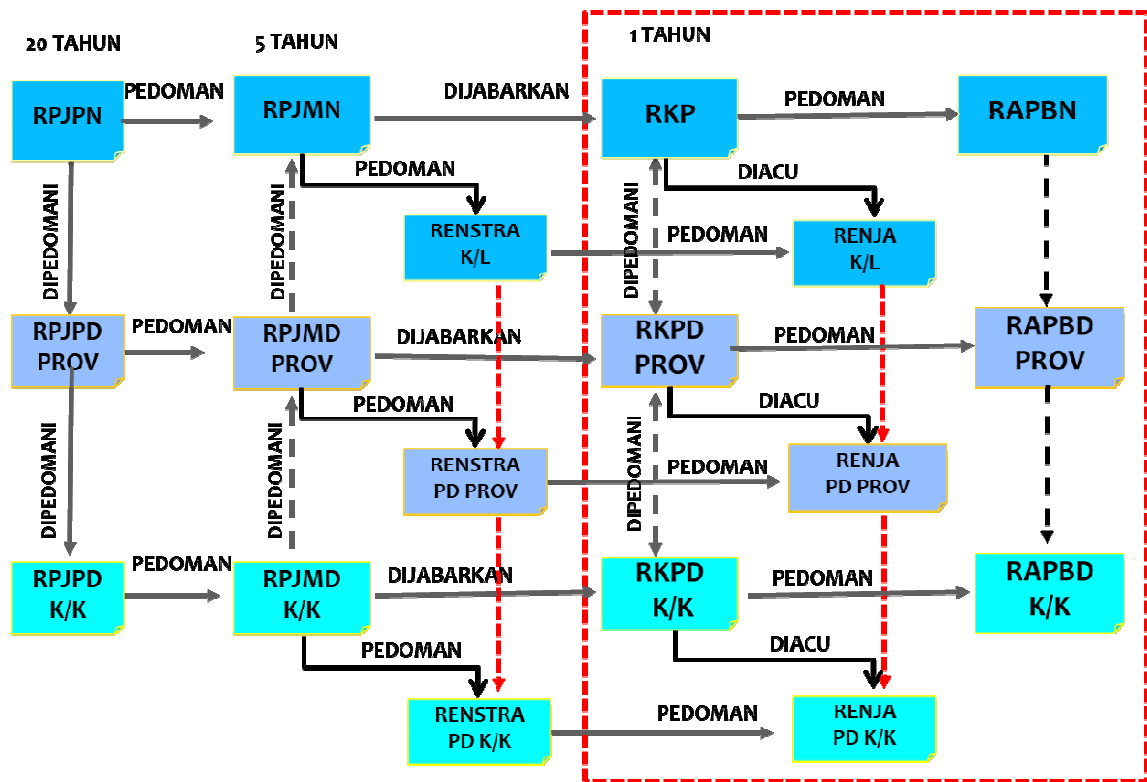 20 TAHUN
5 TAHUN
1 TAHUN
RPJPN
PEDOMAN
RPJMN
DIJABARKAN
RKP
PEDOMAN
RAPBN
DIPEDOMANI
DIPEDOMANI
PEDOMAN
RENSTRA
K/L
PEDOMAN
DIPEDOMANI
DIACU
RENJA
K/L
RPJPD
PROV
PEDOMAN
RPJMD
PROV
DIJABARKAN
RKPD
PROV
PEDOMAN
RAPBD
PROV
DIPEDOMANI
PEDOMAN
RENSTRA
PD PROV
PEDOMAN
DIPEDOMANI
DIACU
RENJA
PD PROV
RPJPD
K/K
PEDOMAN
RPJMD
K/K
DIJABARKAN
RKPD
K/K
PEDOMAN
RAPBD
K/K
PEDOMAN
RENSTRA
PD K/K
PEDOMAN
DIACU
RENJA
PD K/K